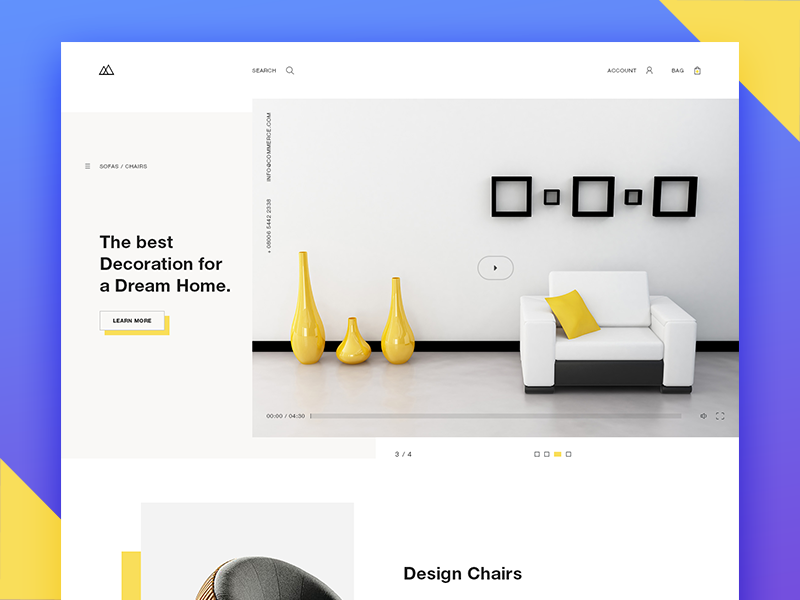 SEARCH
ACCOUNT
BAG
INFO@COMMERCE.COM
+ 08006 5442 2338
SOFAS / CHAIRS
The best
Decoration for
a Dream Home.
LEARN MORE
00:00 / 04:30
3 / 4
Design Chairs